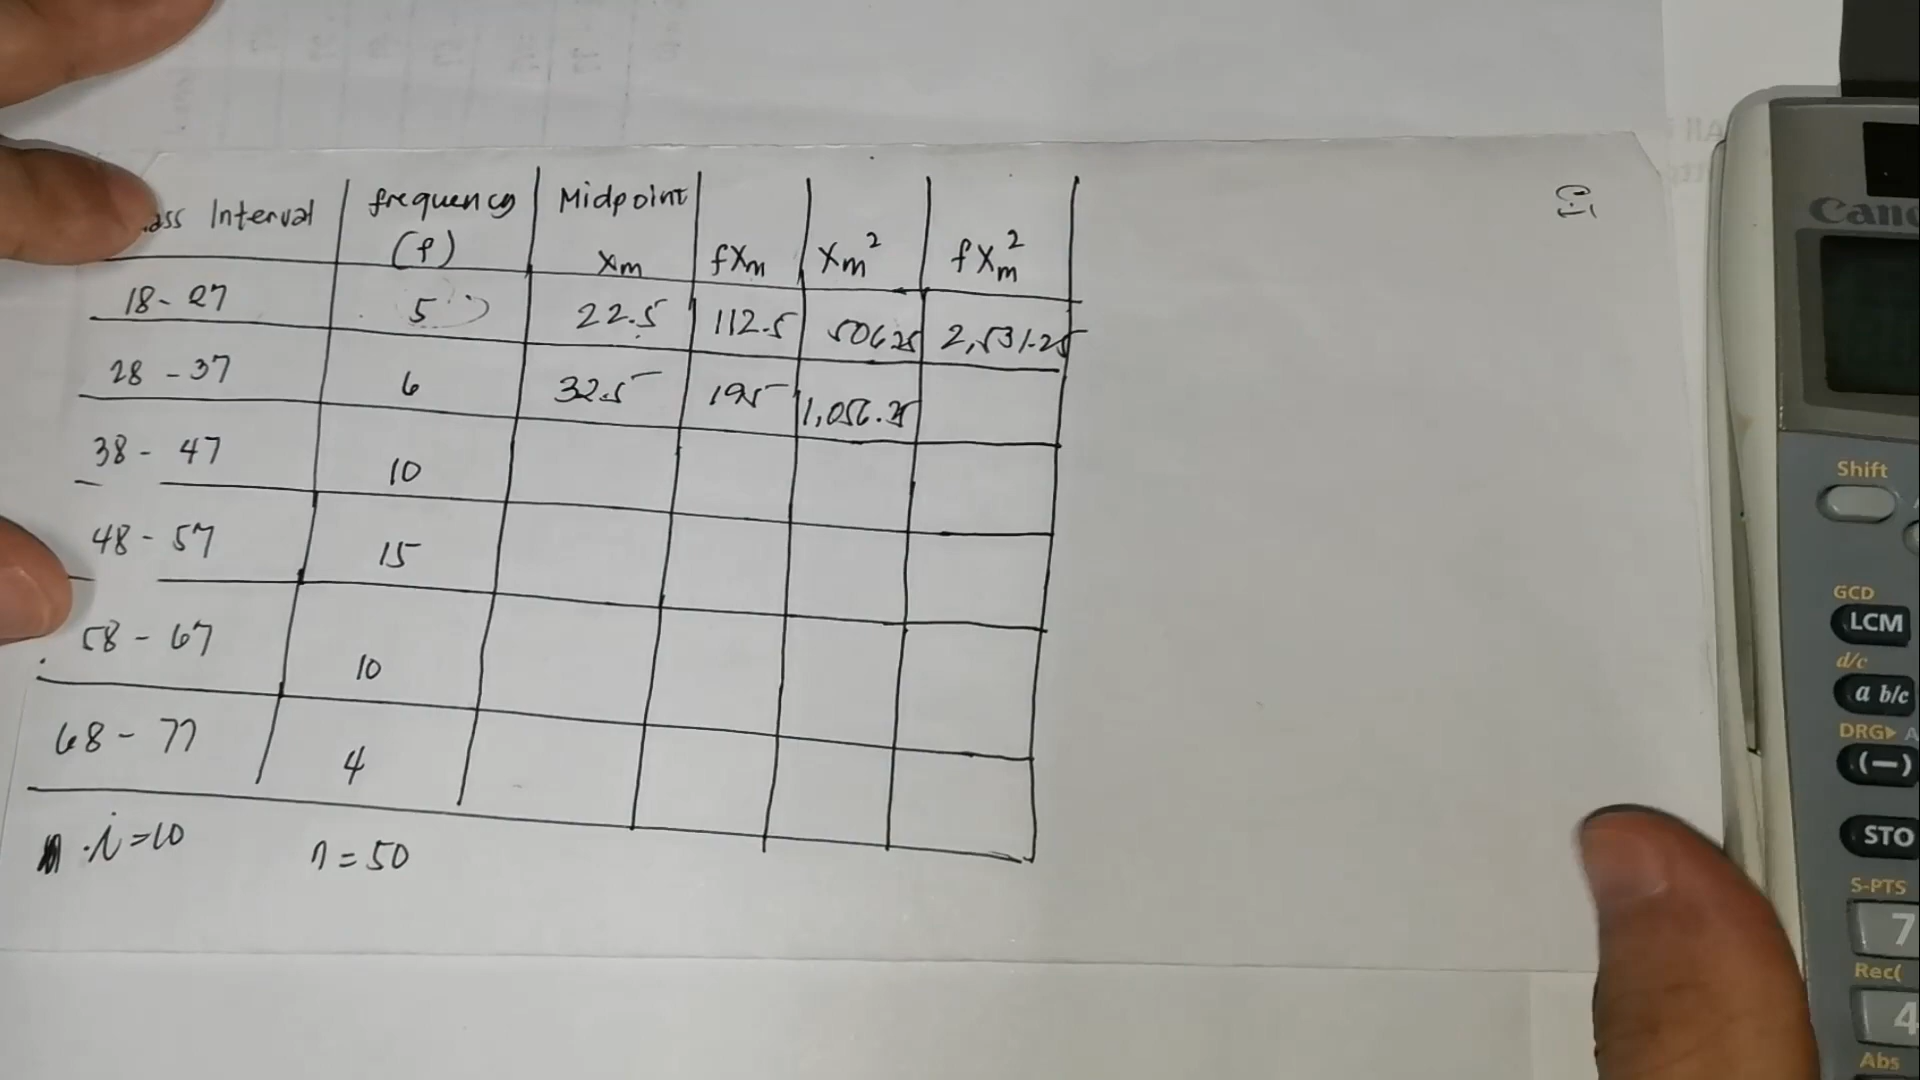 ass Interval frequency Midpoint
(f) Xm fXm Xm² fXm²
18 - 27 5 22.5 112.5 506.25 2,531.25
28 - 37 6 32.5 195 1,056.25
38 - 47 10
48 - 57 15
58 - 67 10
68 - 77 4
i = 10 n = 50
Cano
Shift
GCD
LCM
d/c
a b/c
DRG▶ A
(−)
STO
S-PTS
7
Rec(
4
Abs